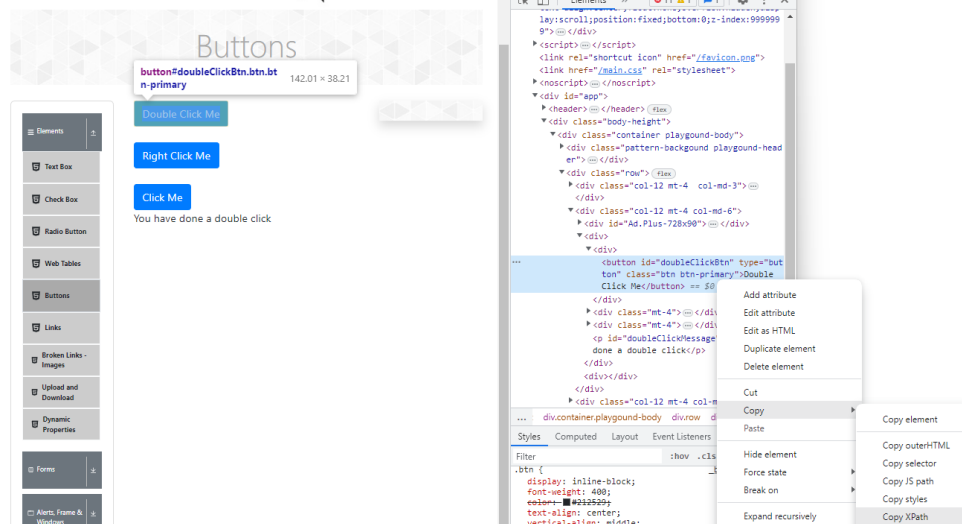 Buttons
button#doubleClickBtn.btn.bt
n-primary
142.01 × 38.21
Double Click Me
Right Click Me
Click Me
You have done a double click
Elements
Text Box
Check Box
Radio Button
Web Tables
Buttons
Links
Broken Links -
Images
Upload and
Download
Dynamic
Properties
Forms
Alerts, Frame &
Windows
Elements
lay:scroll;position:fixed;bottom:0;z-index:999999
9"></div>
<script></script>
<link rel="shortcut icon" href="/favicon.png">
<link href="/main.css" rel="stylesheet">
<noscript></noscript>
<div id="app">
<header></header> flex
<div class="body-height">
<div class="container playgound-body">
<div class="pattern-backgound playgound-head
er"></div>
<div class="row"> flex
<div class="col-12 mt-4  col-md-3">
</div>
<div class="col-12 mt-4 col-md-6">
<div id="Ad.Plus-728x90"></div>
<div>
<div>
<button id="doubleClickBtn" type="but
ton" class="btn btn-primary">Double
Click Me</button> == $0
</div>
<div class="mt-4"></div
<div class="mt-4"></div
<p id="doubleClickMessage"
done a double click</p>
</div>
<div></div>
</div>
<div class="col-12 mt-4 col-m
... div.container.playgound-body div.row d
Styles Computed Layout Event Listeners
Filter :hov .cls
.btn {
display: inline-block;
font-weight: 400;
color: #212529;
text-align: center;
vertical-align: middle;
Add attribute
Edit attribute
Edit as HTML
Duplicate element
Delete element
Cut
Copy
Paste
Hide element
Force state
Break on
Expand recursively
Copy element
Copy outerHTML
Copy selector
Copy JS path
Copy styles
Copy XPath